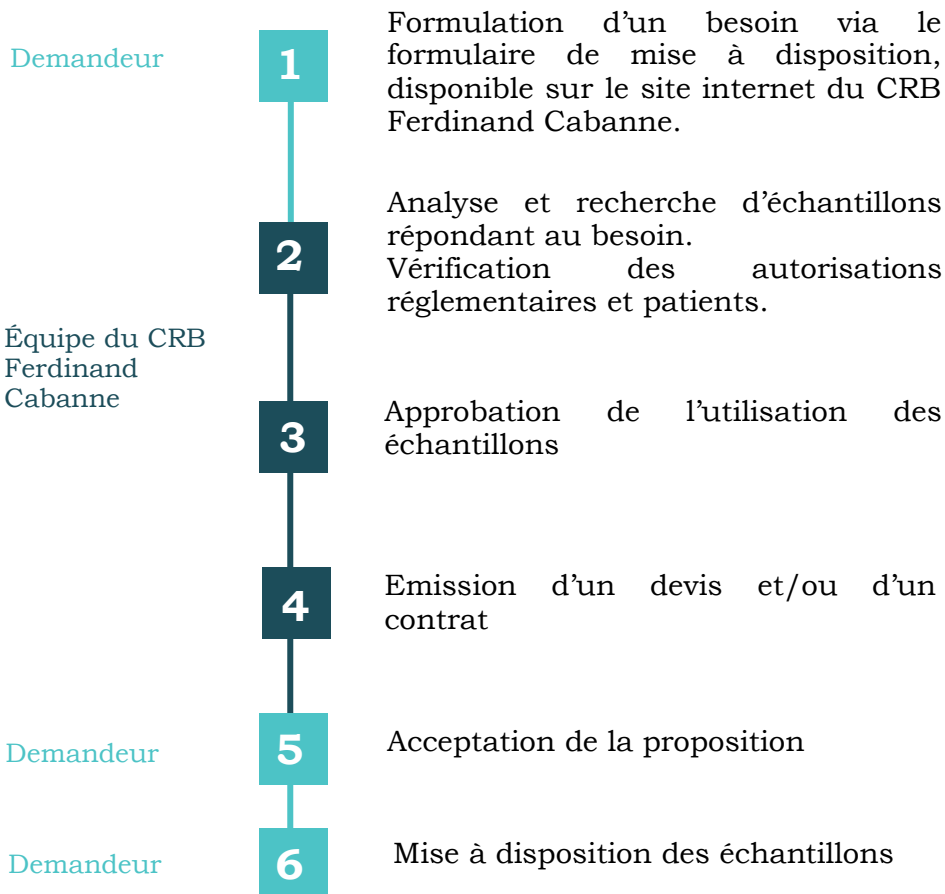 Demandeur
1
Formulation d’un besoin via le
formulaire de mise à disposition,
disponible sur le site internet du CRB
Ferdinand Cabanne.
2
Analyse et recherche d’échantillons
répondant au besoin.
Vérification des autorisations
réglementaires et patients.
Équipe du CRB
Ferdinand
Cabanne
3
Approbation de l’utilisation des
échantillons
4
Emission d’un devis et/ou d’un
contrat
Demandeur
5
Acceptation de la proposition
Demandeur
6
Mise à disposition des échantillons